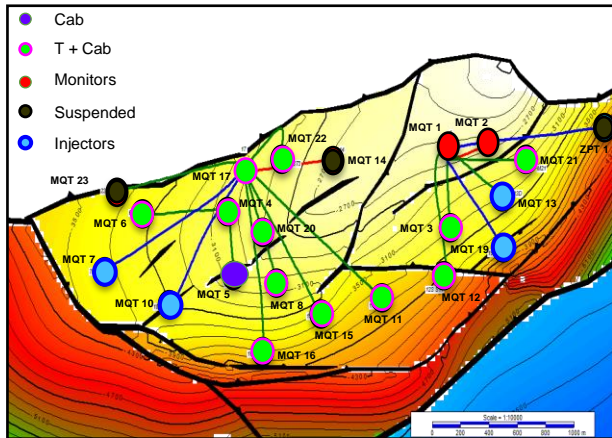 Cab
T + Cab
Monitors
Suspended
Injectors
MQT 22
MQT 17
MQT 14
MQT 1
MQT 2
ZPT 1
MQT 21
MQT 23
MQT 4
MQT 6
MQT 20
MQT 3
MQT 13
MQT 7
MQT 19
MQT 5
MQT 10
MQT 8
MQT 12
MQT 15
MQT 11
MQT 16
Scale = 1:10000
0 200 400 600 800 1000 m